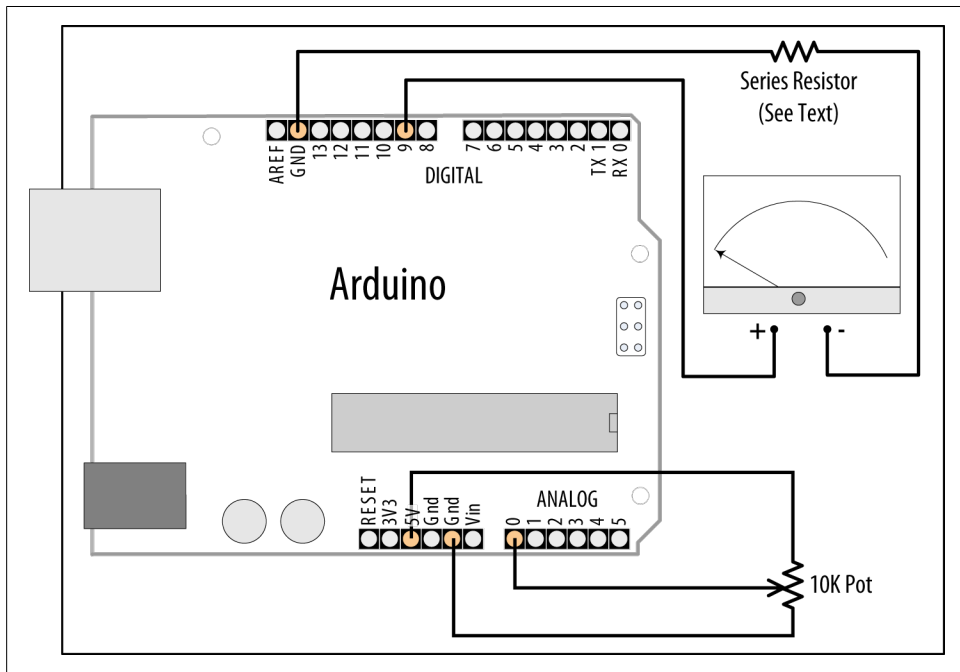 Series Resistor
(See Text)
AREF
GND
13
12
11
10
9
8
7
6
5
4
3
2
TX 1
RX 0
DIGITAL
Arduino
+
-
RESET
3V3
5V
Gnd
Gnd
Vin
ANALOG
0
1
2
3
4
5
10K Pot